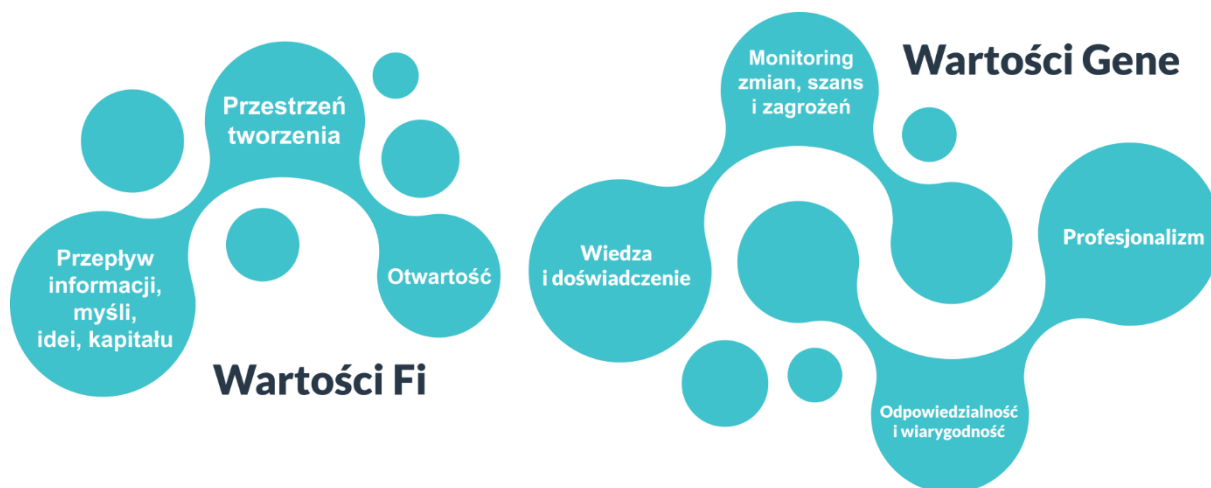 Przestrzeń
tworzenia
Przepływ
informacji,
myśli,
idei, kapitału
Otwartość
Wartości Fi
Monitoring
zmian, szans
i zagrożeń
Wartości Gene
Wiedza
i doświadczenie
Profesjonalizm
Odpowiedzialność
i wiarygodność